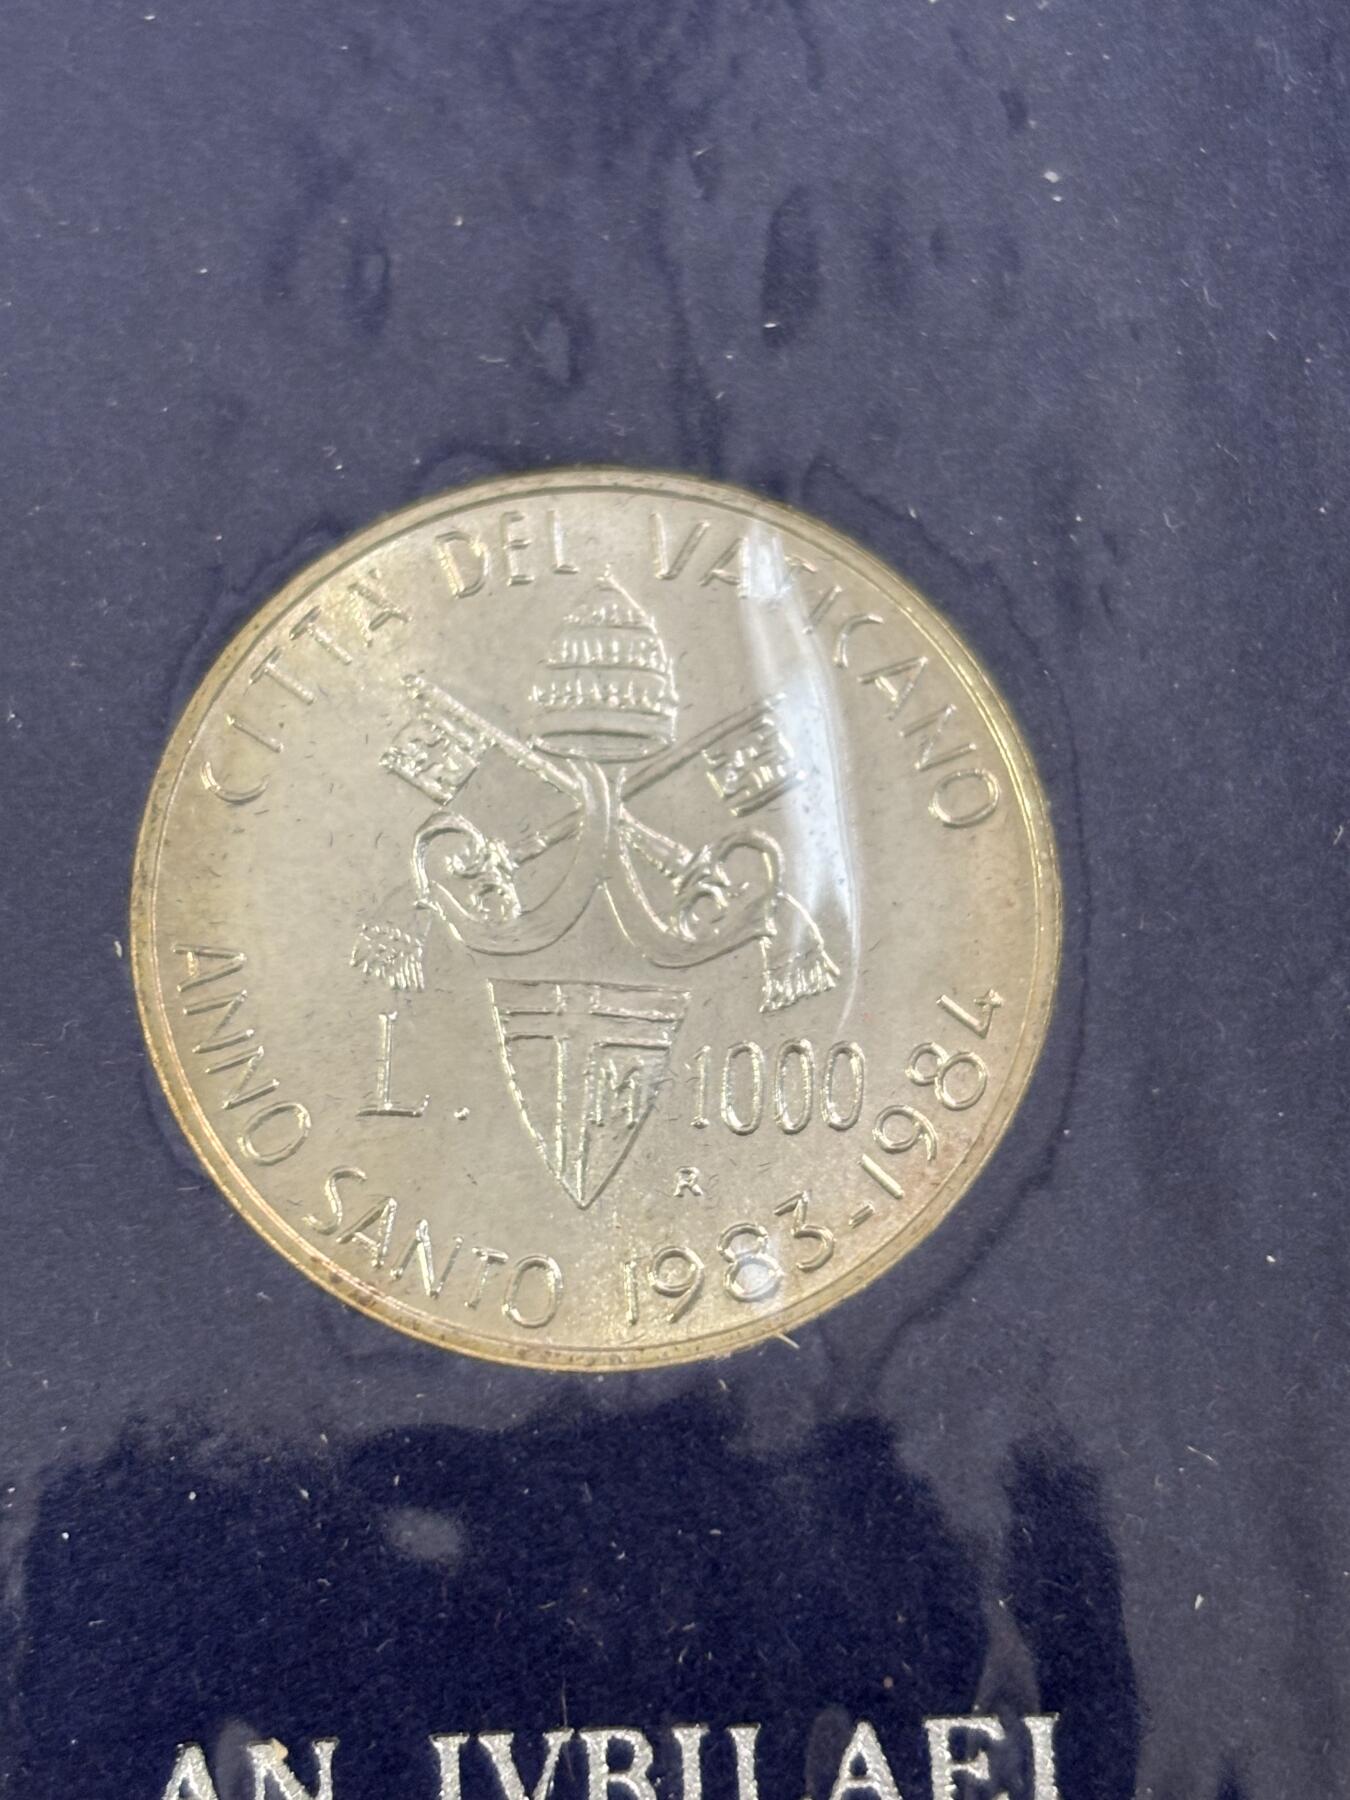 CITTA' DEL VATICANO
L. M 1000
R
ANNO SANTO 1983-1984
AN IVBILAEI